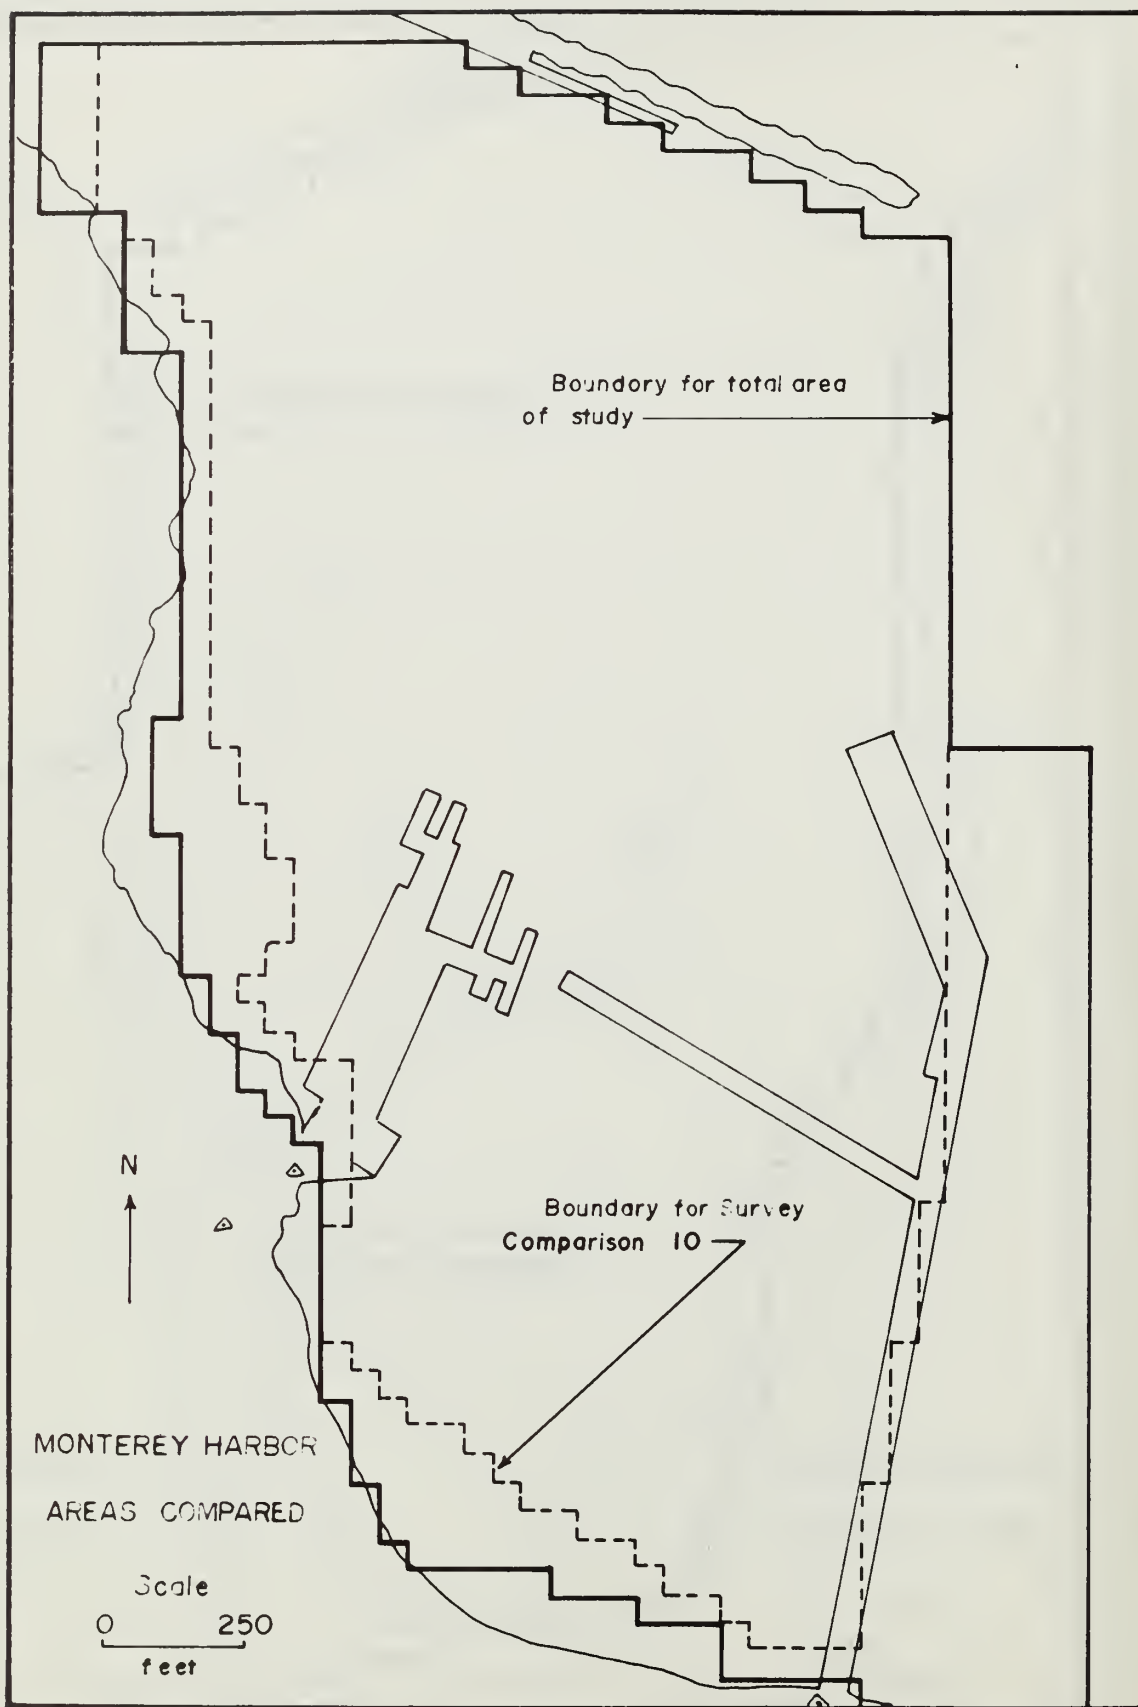 Boundory for total area
of study
N
Boundary for Survey
Comparison 10
MONTEREY HARBOR
AREAS COMPARED
Scale
0 250
feet